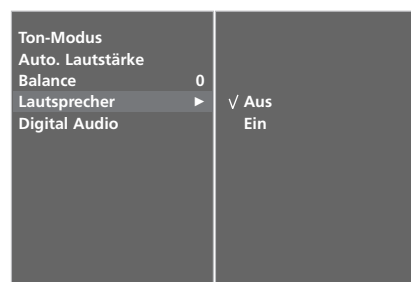 Ton-Modus
Auto. Lautstärke
Balance 0
Lautsprecher ►
Digital Audio
√ Aus
Ein